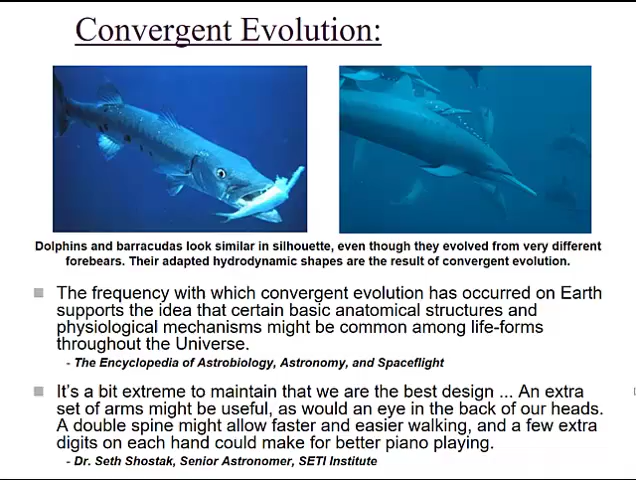 Convergent Evolution:
Dolphins and barracudas look similar in silhouette, even though they evolved from very different
forebears. Their adapted hydrodynamic shapes are the result of convergent evolution.
The frequency with which convergent evolution has occurred on Earth
supports the idea that certain basic anatomical structures and
physiological mechanisms might be common among life-forms
throughout the Universe.
- The Encyclopedia of Astrobiology, Astronomy, and Spaceflight
It's a bit extreme to maintain that we are the best design ... An extra
set of arms might be useful, as would an eye in the back of our heads.
A double spine might allow faster and easier walking, and a few extra
digits on each hand could make for better piano playing.
- Dr. Seth Shostak, Senior Astronomer, SETI Institute